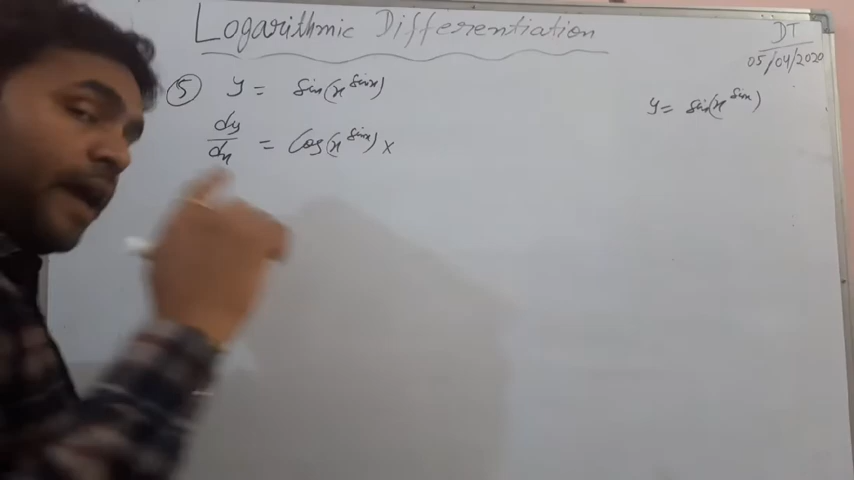 Logarithmic Differentiation
DT
05/04/2020
⑤ y = sin(x^sinx)
y = sin(x^sinx)
dy/dx = Cos(x^sinx) ×